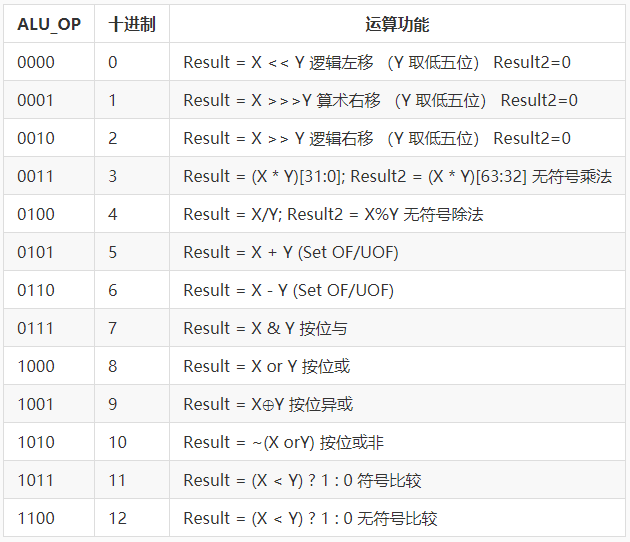 ALU_OP 十进制 运算功能
0000 0 Result = X << Y 逻辑左移 （Y 取低五位） Result2=0
0001 1 Result = X >>>Y 算术右移 （Y 取低五位） Result2=0
0010 2 Result = X >> Y 逻辑右移 （Y 取低五位） Result2=0
0011 3 Result = (X * Y)[31:0]; Result2 = (X * Y)[63:32] 无符号乘法
0100 4 Result = X/Y; Result2 = X%Y 无符号除法
0101 5 Result = X + Y (Set OF/UOF)
0110 6 Result = X - Y (Set OF/UOF)
0111 7 Result = X & Y 按位与
1000 8 Result = X or Y 按位或
1001 9 Result = X⊕Y 按位异或
1010 10 Result = ~(X orY) 按位或非
1011 11 Result = (X < Y) ? 1 : 0 符号比较
1100 12 Result = (X < Y) ? 1 : 0 无符号比较